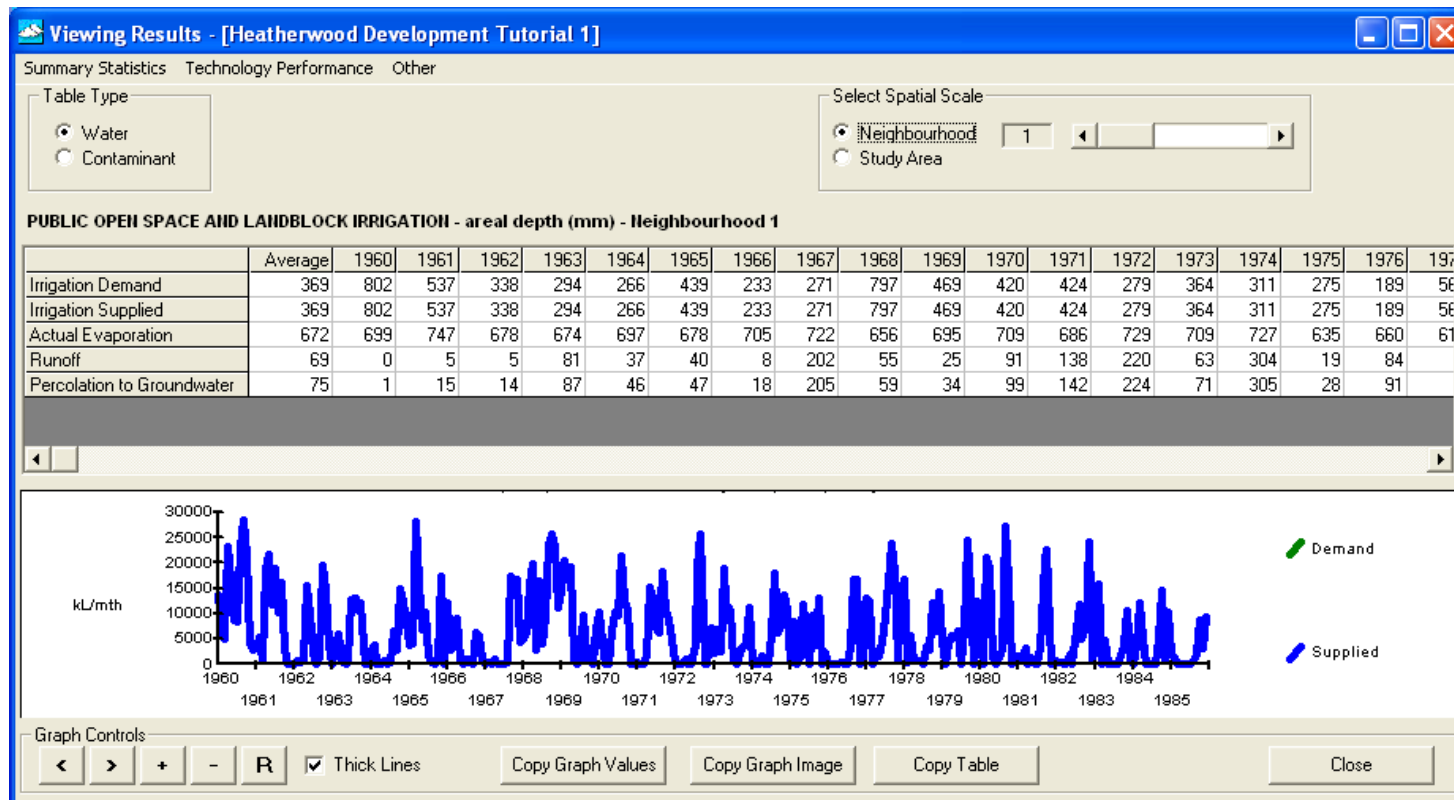 Viewing Results - [Heatherwood Development Tutorial 1]
Summary Statistics Technology Performance Other
Table Type
Water
Contaminant
Select Spatial Scale
Neighbourhood 1
Study Area
PUBLIC OPEN SPACE AND LANDBLOCK IRRIGATION - areal depth (mm) - Neighbourhood 1
Average 1960 1961 1962 1963 1964 1965 1966 1967 1968 1969 1970 1971 1972 1973 1974 1975 1976 197
Irrigation Demand 369 802 537 338 294 266 439 233 271 797 469 420 424 279 364 311 275 189 56
Irrigation Supplied 369 802 537 338 294 266 439 233 271 797 469 420 424 279 364 311 275 189 56
Actual Evaporation 672 699 747 678 674 697 678 705 722 656 695 709 686 729 709 727 635 660 61
Runoff 69 0 5 5 81 37 40 8 202 55 25 91 138 220 63 304 19 84
Percolation to Groundwater 75 1 15 14 87 46 47 18 205 59 34 99 142 224 71 305 28 91
30000
25000
20000
15000
10000
5000
0
kL/mth
Demand
Supplied
1960 1962 1964 1966 1968 1970 1972 1974 1976 1978 1980 1982 1984
1961 1963 1965 1967 1969 1971 1973 1975 1977 1979 1981 1983 1985
Graph Controls
< > + - R Thick Lines Copy Graph Values Copy Graph Image Copy Table Close